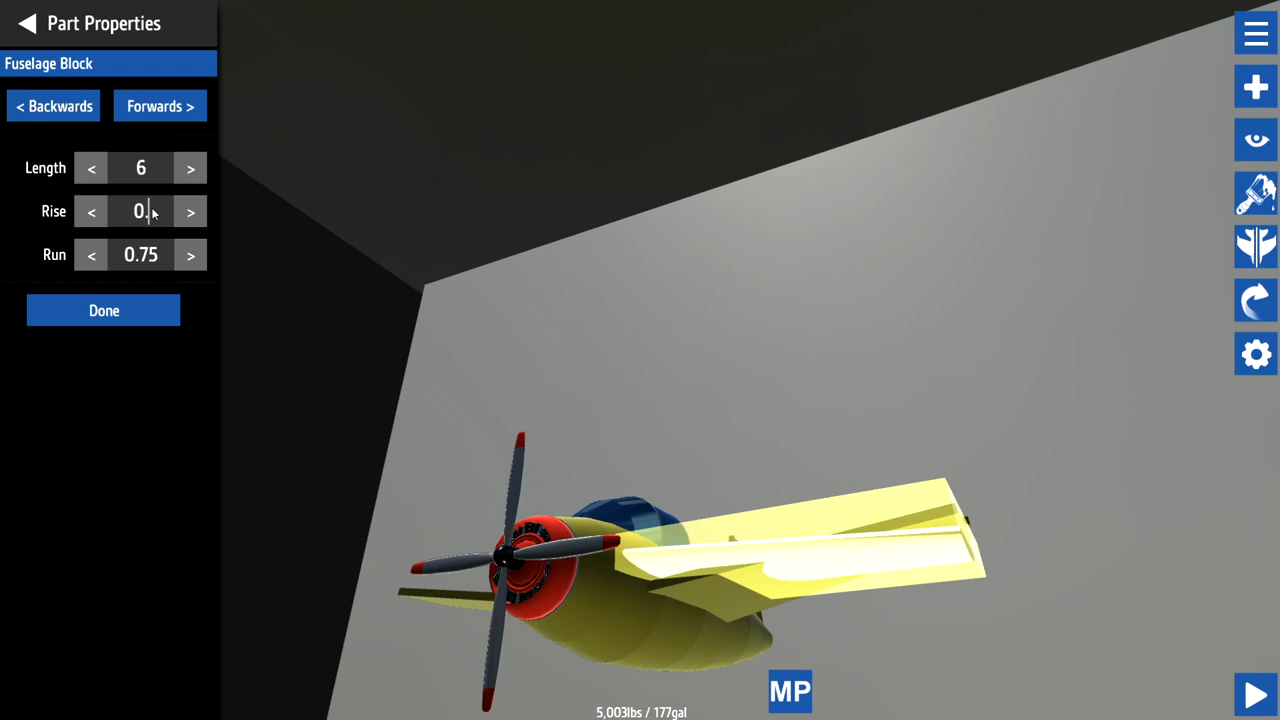 Part Properties
Fuselage Block
< Backwards
Forwards >
Length < 6 >
Rise < 0. >
Run < 0.75 >
Done
MP
5,003lbs / 177gal